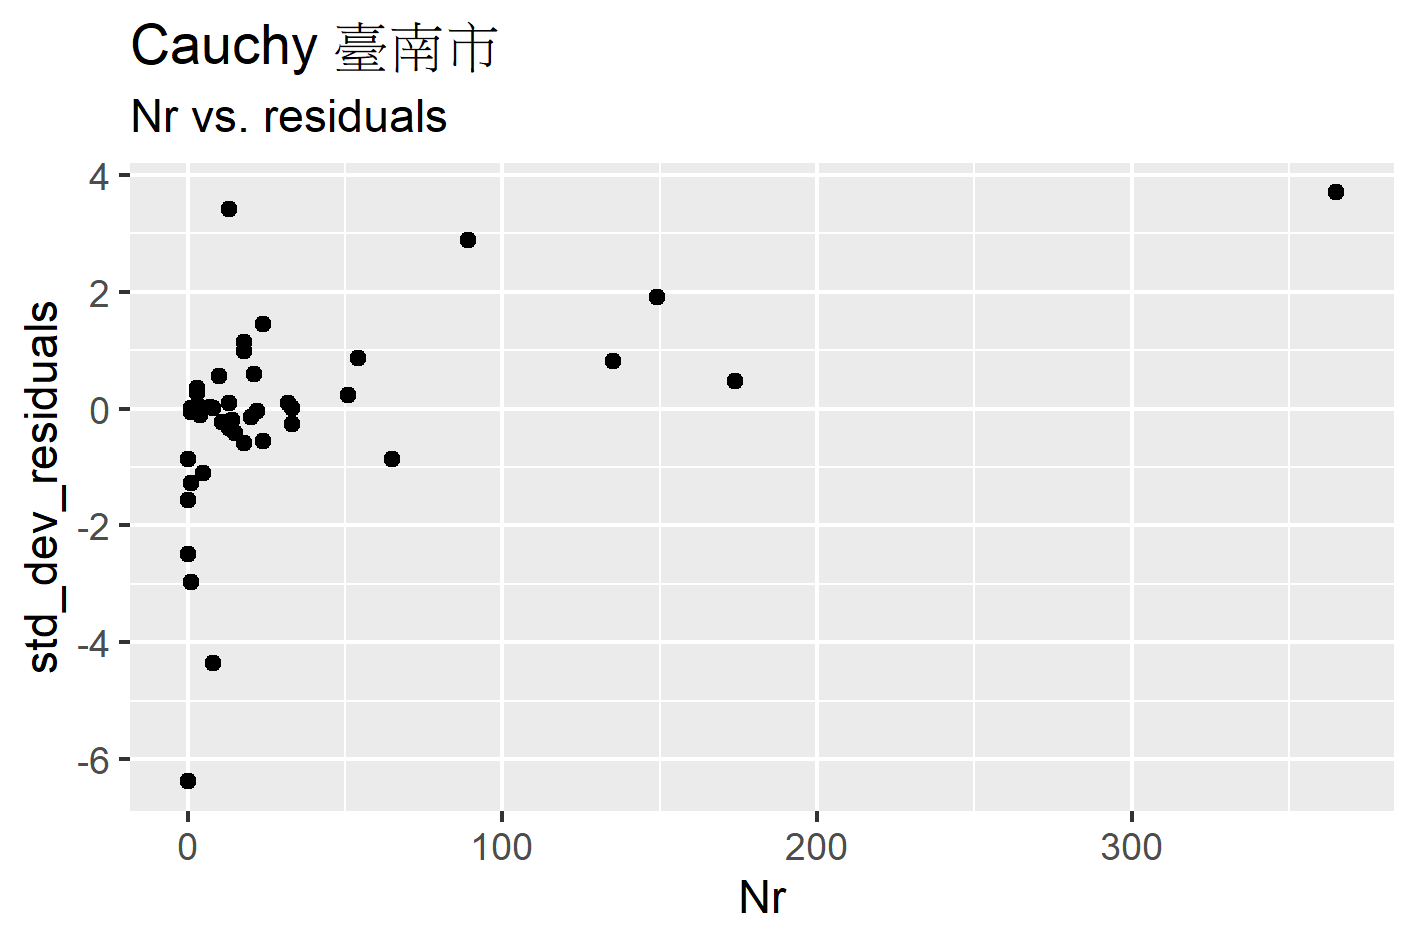 Cauchy 臺南市
Nr vs. residuals
std_dev_residuals
4
2
0
-2
-4
-6
0
100
200
300
Nr